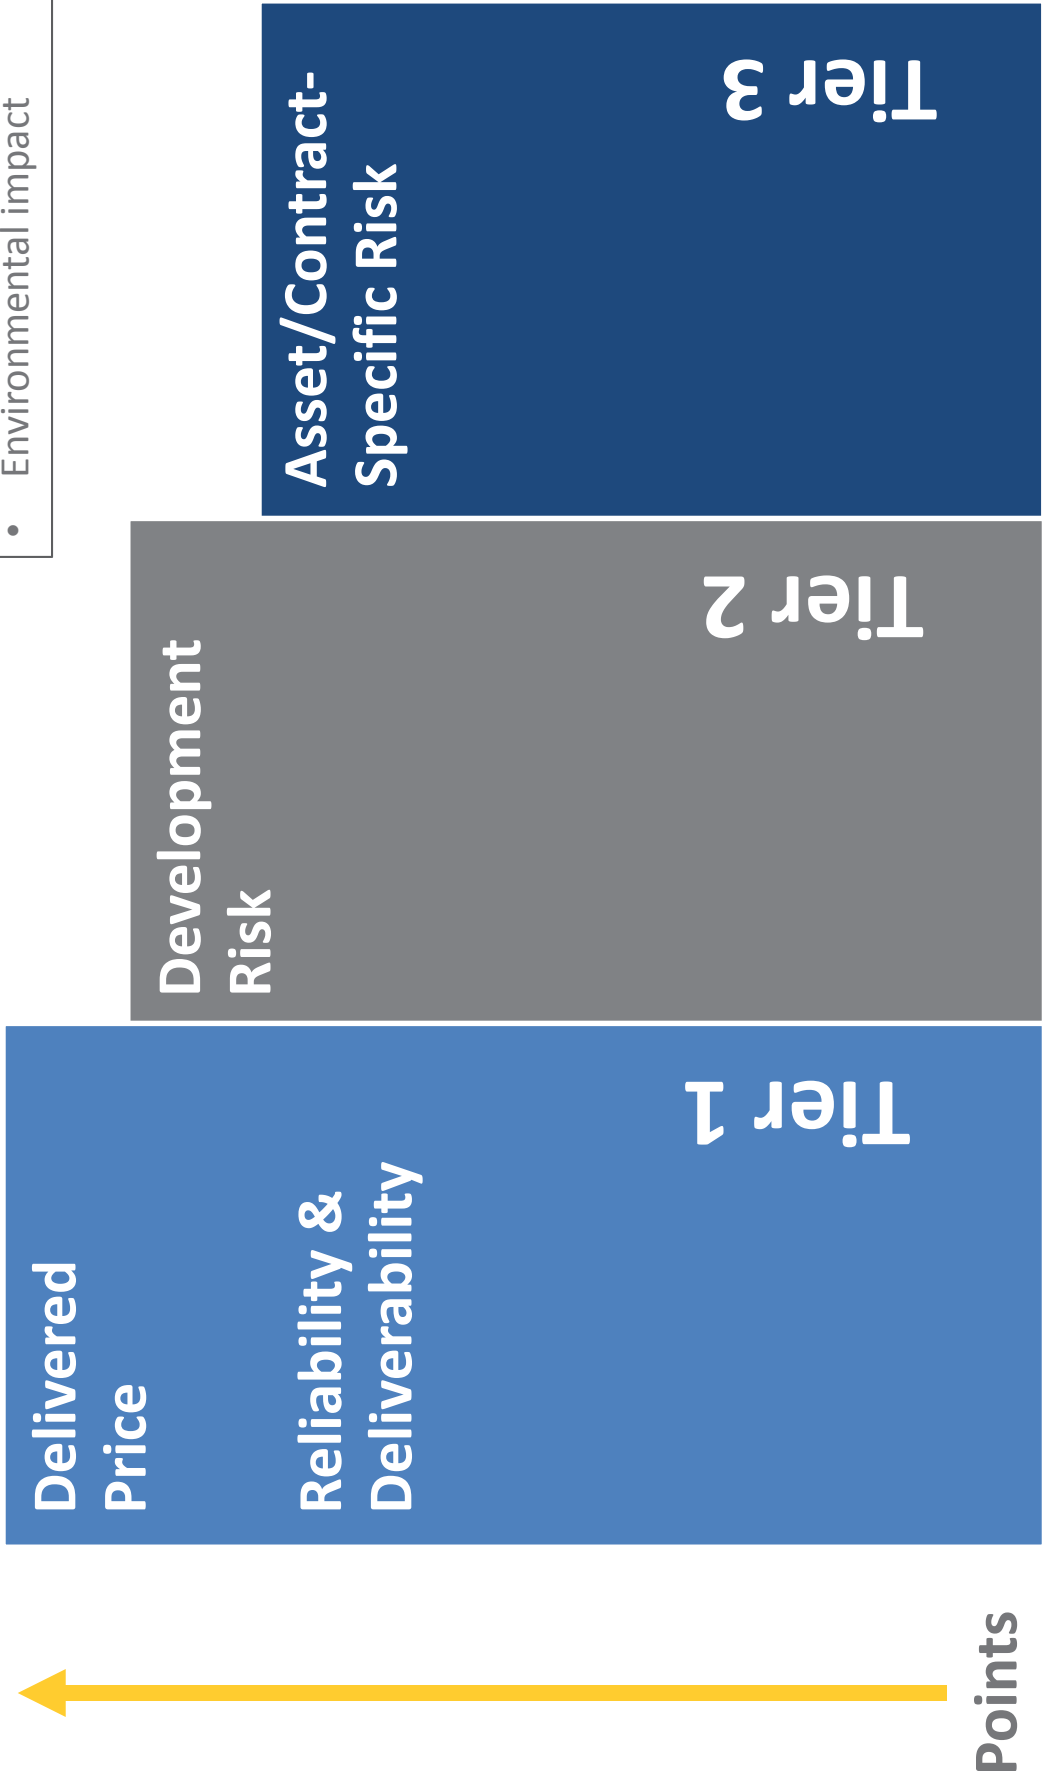 • Environmental impact
Delivered
Price
Reliability &
Deliverability
Tier 1
Development
Risk
Tier 2
Asset/Contract-
Specific Risk
Tier 3
Points